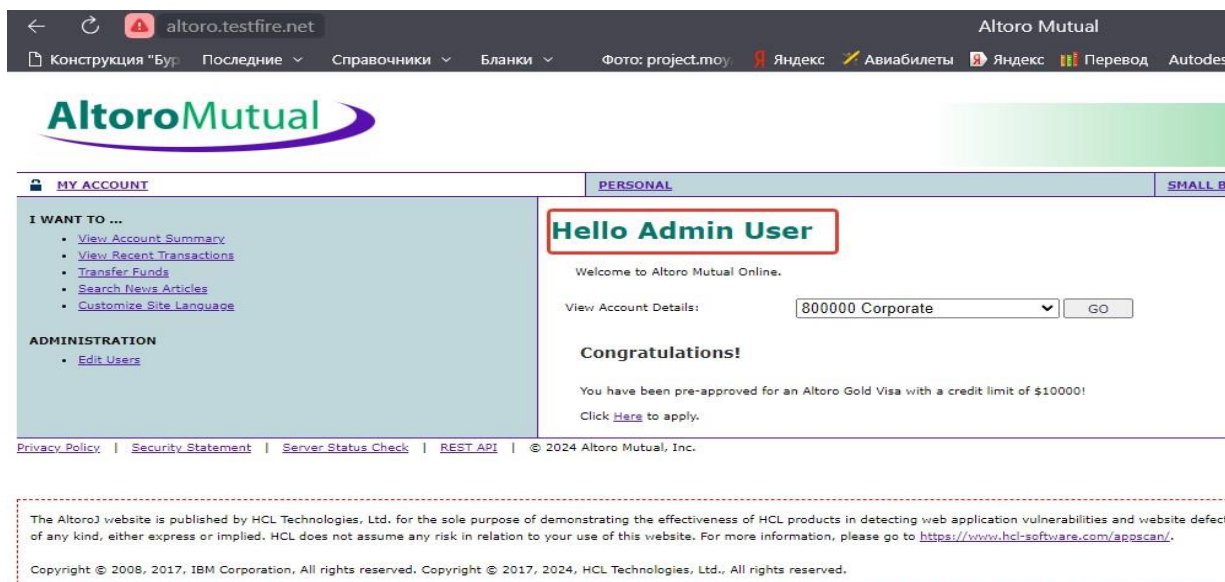 altoro.testfire.net
Altoro Mutual
Конструкция "Бур Последние Справочники Бланки Фото: project.moy Яндекс Авиабилеты Яндекс Перевод Autodes
AltoroMutual
MY ACCOUNT
PERSONAL
SMALL B
I WANT TO ...
View Account Summary
View Recent Transactions
Transfer Funds
Search News Articles
Customize Site Language
ADMINISTRATION
Edit Users
Hello Admin User
Welcome to Altoro Mutual Online.
View Account Details: 800000 Corporate GO
Congratulations!
You have been pre-approved for an Altoro Gold Visa with a credit limit of $10000!
Click Here to apply.
Privacy Policy | Security Statement | Server Status Check | REST API | © 2024 Altoro Mutual, Inc.
The AltoroJ website is published by HCL Technologies, Ltd. for the sole purpose of demonstrating the effectiveness of HCL products in detecting web application vulnerabilities and website defect
of any kind, either express or implied. HCL does not assume any risk in relation to your use of this website. For more information, please go to https://www.hcl-software.com/appscan/.
Copyright © 2008, 2017, IBM Corporation, All rights reserved. Copyright © 2017, 2024, HCL Technologies, Ltd., All rights reserved.